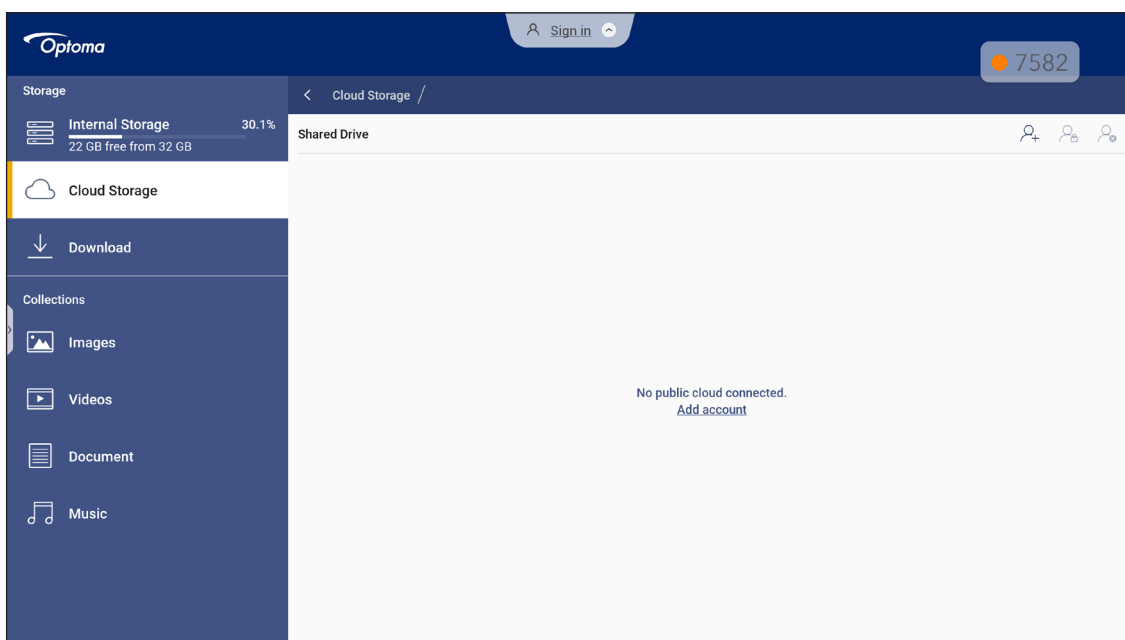 Sign in
Optoma
7582
Storage
Cloud Storage /
Internal Storage 30.1%
22 GB free from 32 GB
Shared Drive
Cloud Storage
Download
Collections
Images
Videos
No public cloud connected.
Add account
Document
Music